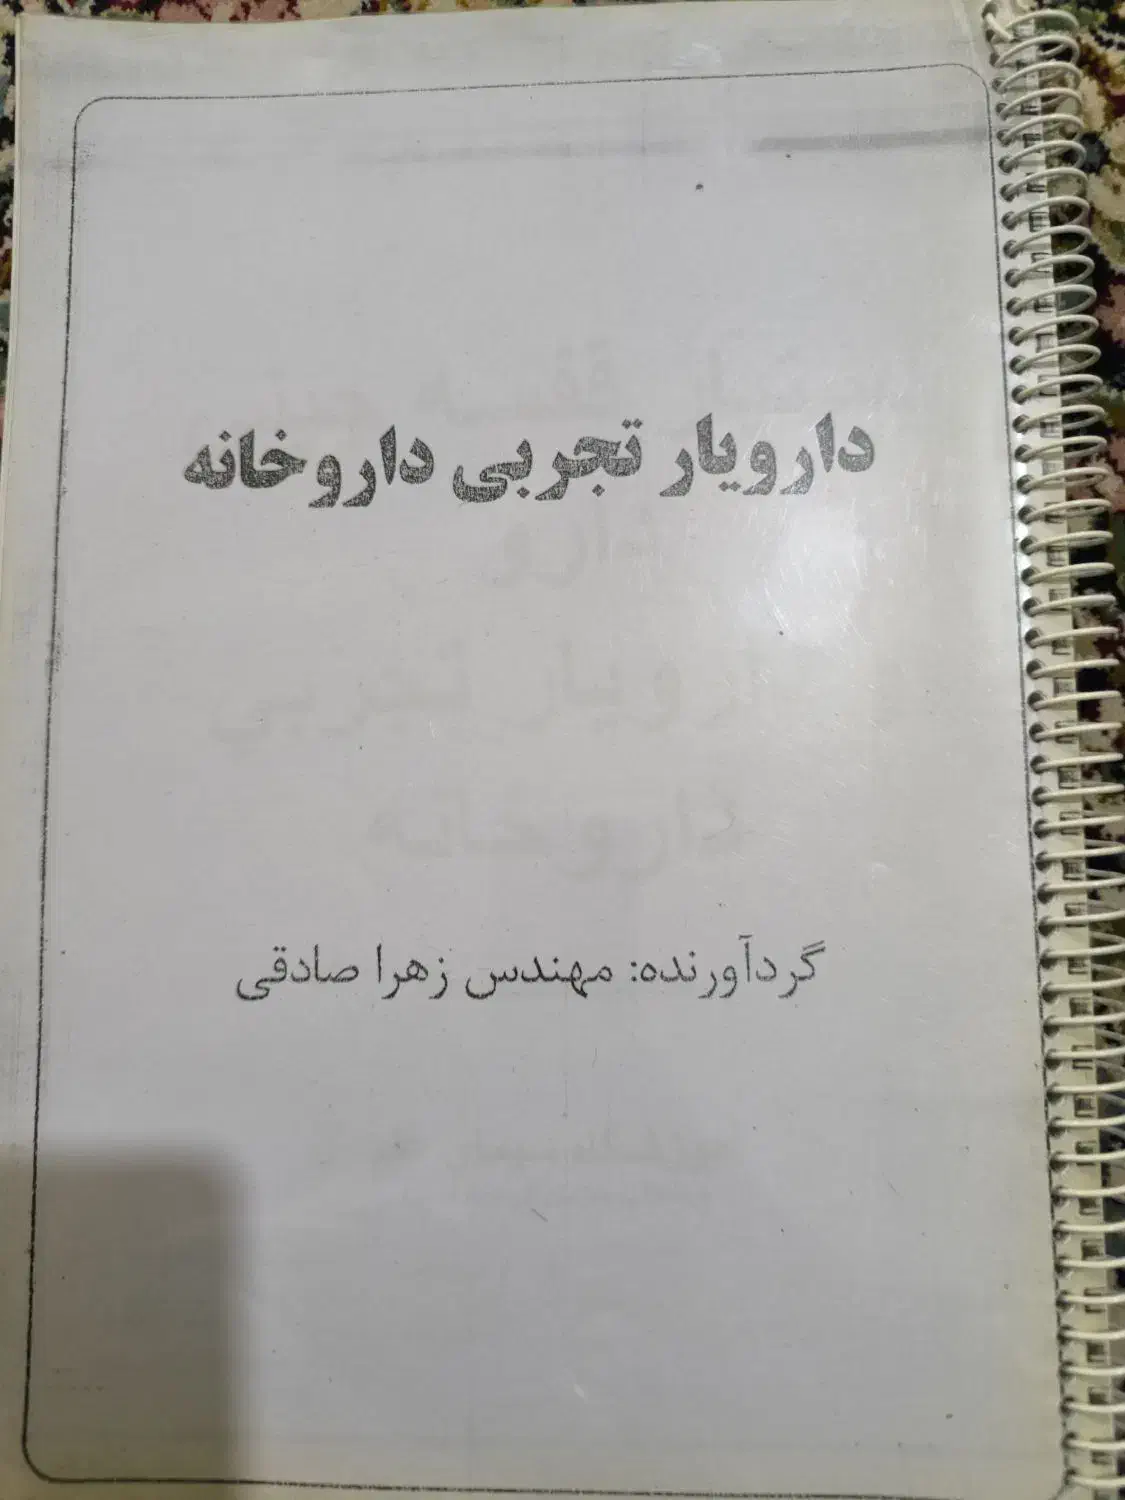 دارویار تجربی داروخانه
گردآورنده: مهندس زهرا صادقی